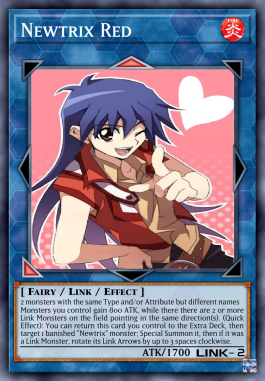 Newtrix Red
FIRE
炎
[ Fairy / Link / Effect ]
2 monsters with the same Type and/or Attribute but different names
Monsters you control gain 800 ATK, while there there are 2 or more
Link Monsters on the field pointing in the same direction(s). (Quick
Effect): You can return this card you control to the Extra Deck, then
target 1 banished "Newtrix" monster; Special Summon it, then if it was
a Link Monster, rotate its Link Arrows by up to 3 spaces clockwise.
ATK/1700 LINK-2